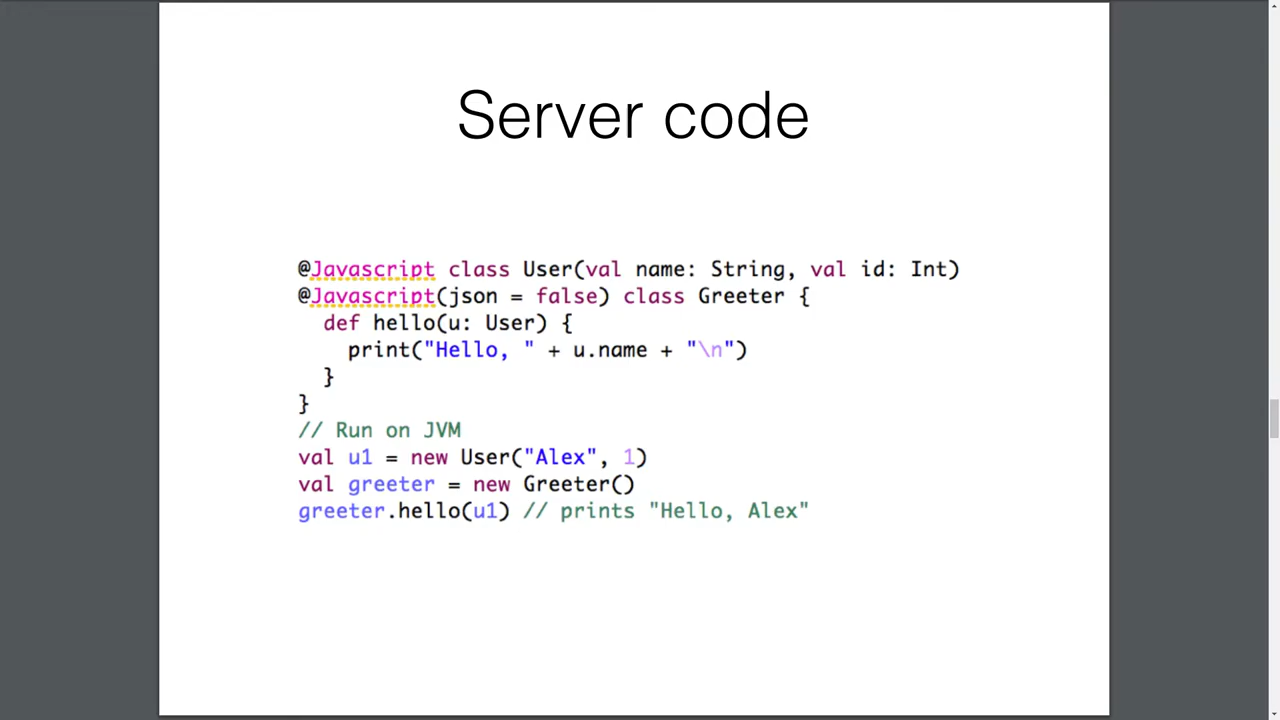 Server code
@Javascript class User(val name: String, val id: Int)
@Javascript(json = false) class Greeter {
  def hello(u: User) {
    print("Hello, " + u.name + "\n")
  }
}
// Run on JVM
val u1 = new User("Alex", 1)
val greeter = new Greeter()
greeter.hello(u1) // prints "Hello, Alex"